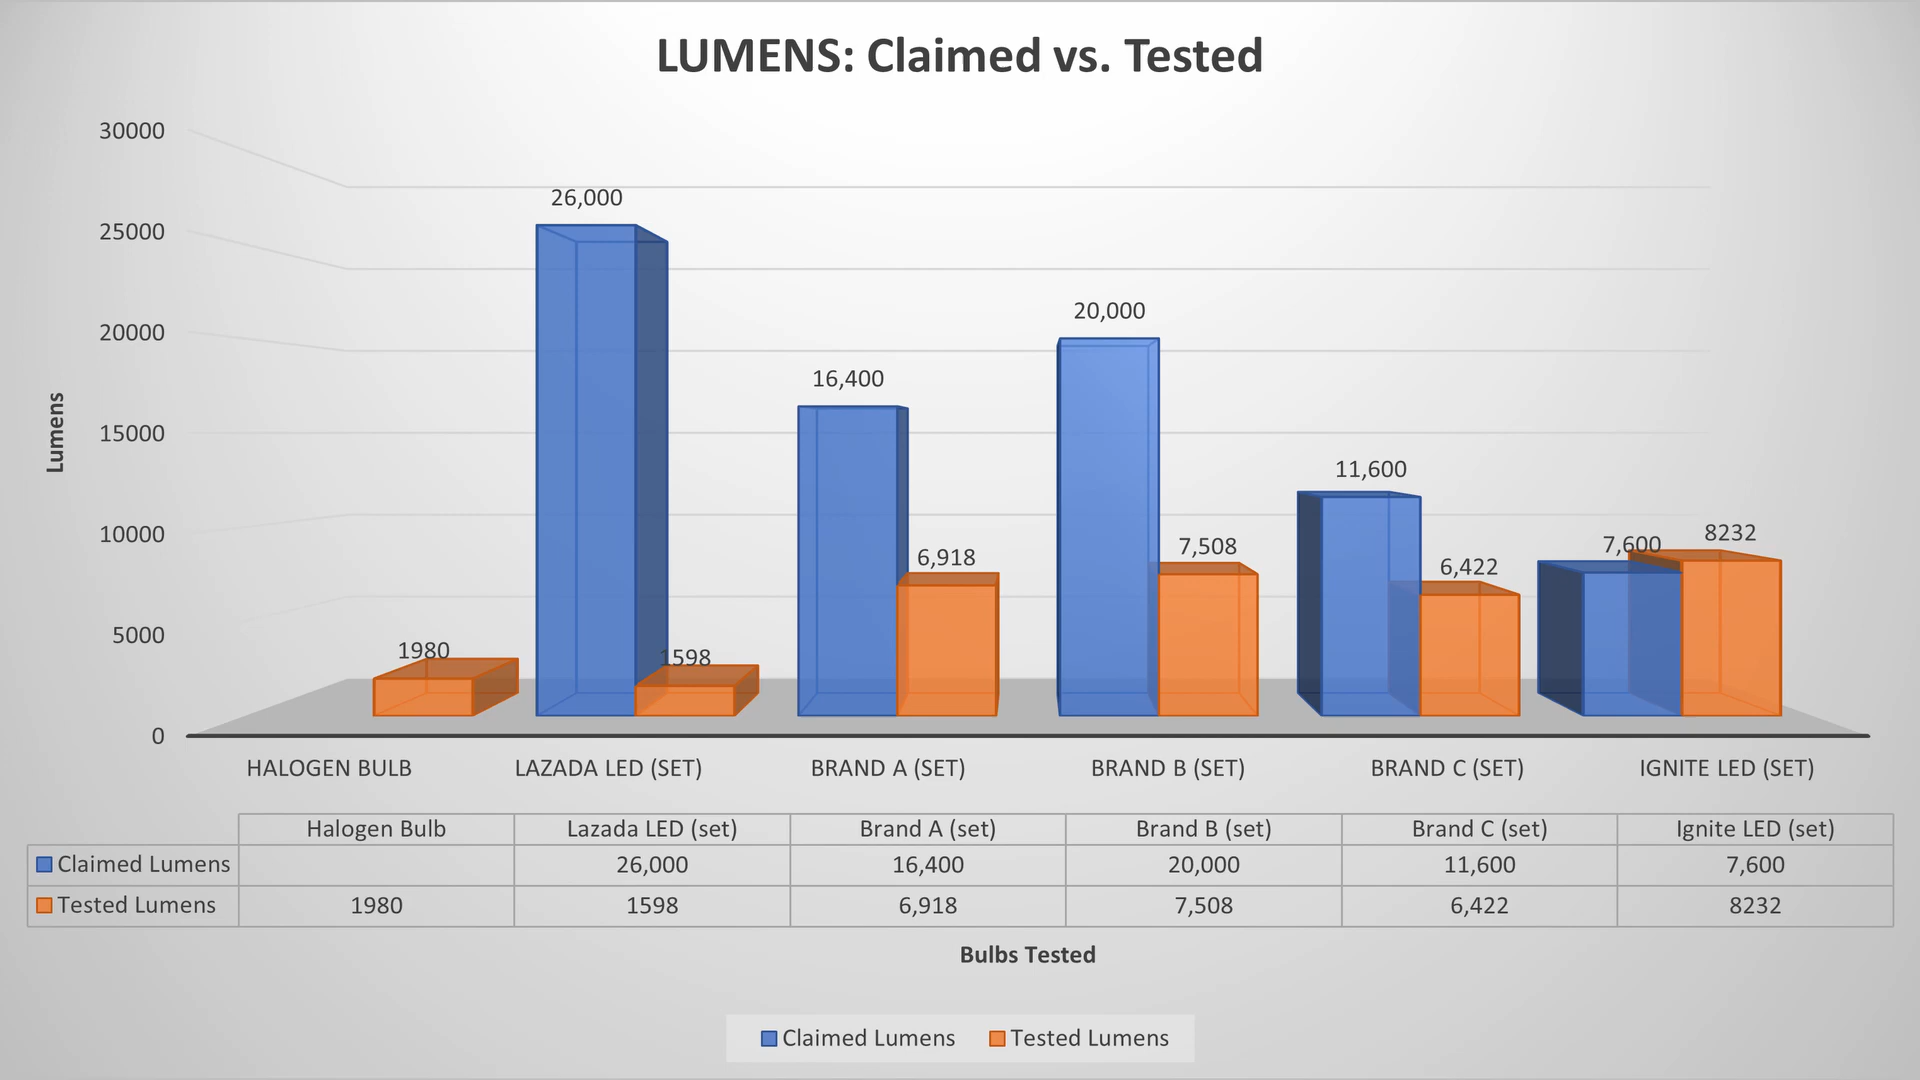 LUMENS: Claimed vs. Tested
30000
25000
20000
15000
10000
5000
0
Lumens
1980
26,000
1598
16,400
6,918
20,000
7,508
11,600
6,422
7,600
8232
HALOGEN BULB LAZADA LED (SET) BRAND A (SET) BRAND B (SET) BRAND C (SET) IGNITE LED (SET)
Halogen Bulb Lazada LED (set) Brand A (set) Brand B (set) Brand C (set) Ignite LED (set)
Claimed Lumens 26,000 16,400 20,000 11,600 7,600
Tested Lumens 1980 1598 6,918 7,508 6,422 8232
Bulbs Tested
Claimed Lumens Tested Lumens